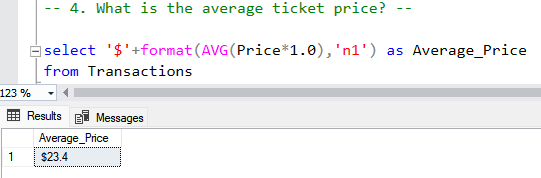 -- 4. What is the average ticket price? --
select '$'+format(AVG(Price*1.0),'n1') as Average_Price
from Transactions
123 %
Results
Messages
Average_Price
1
$23.4